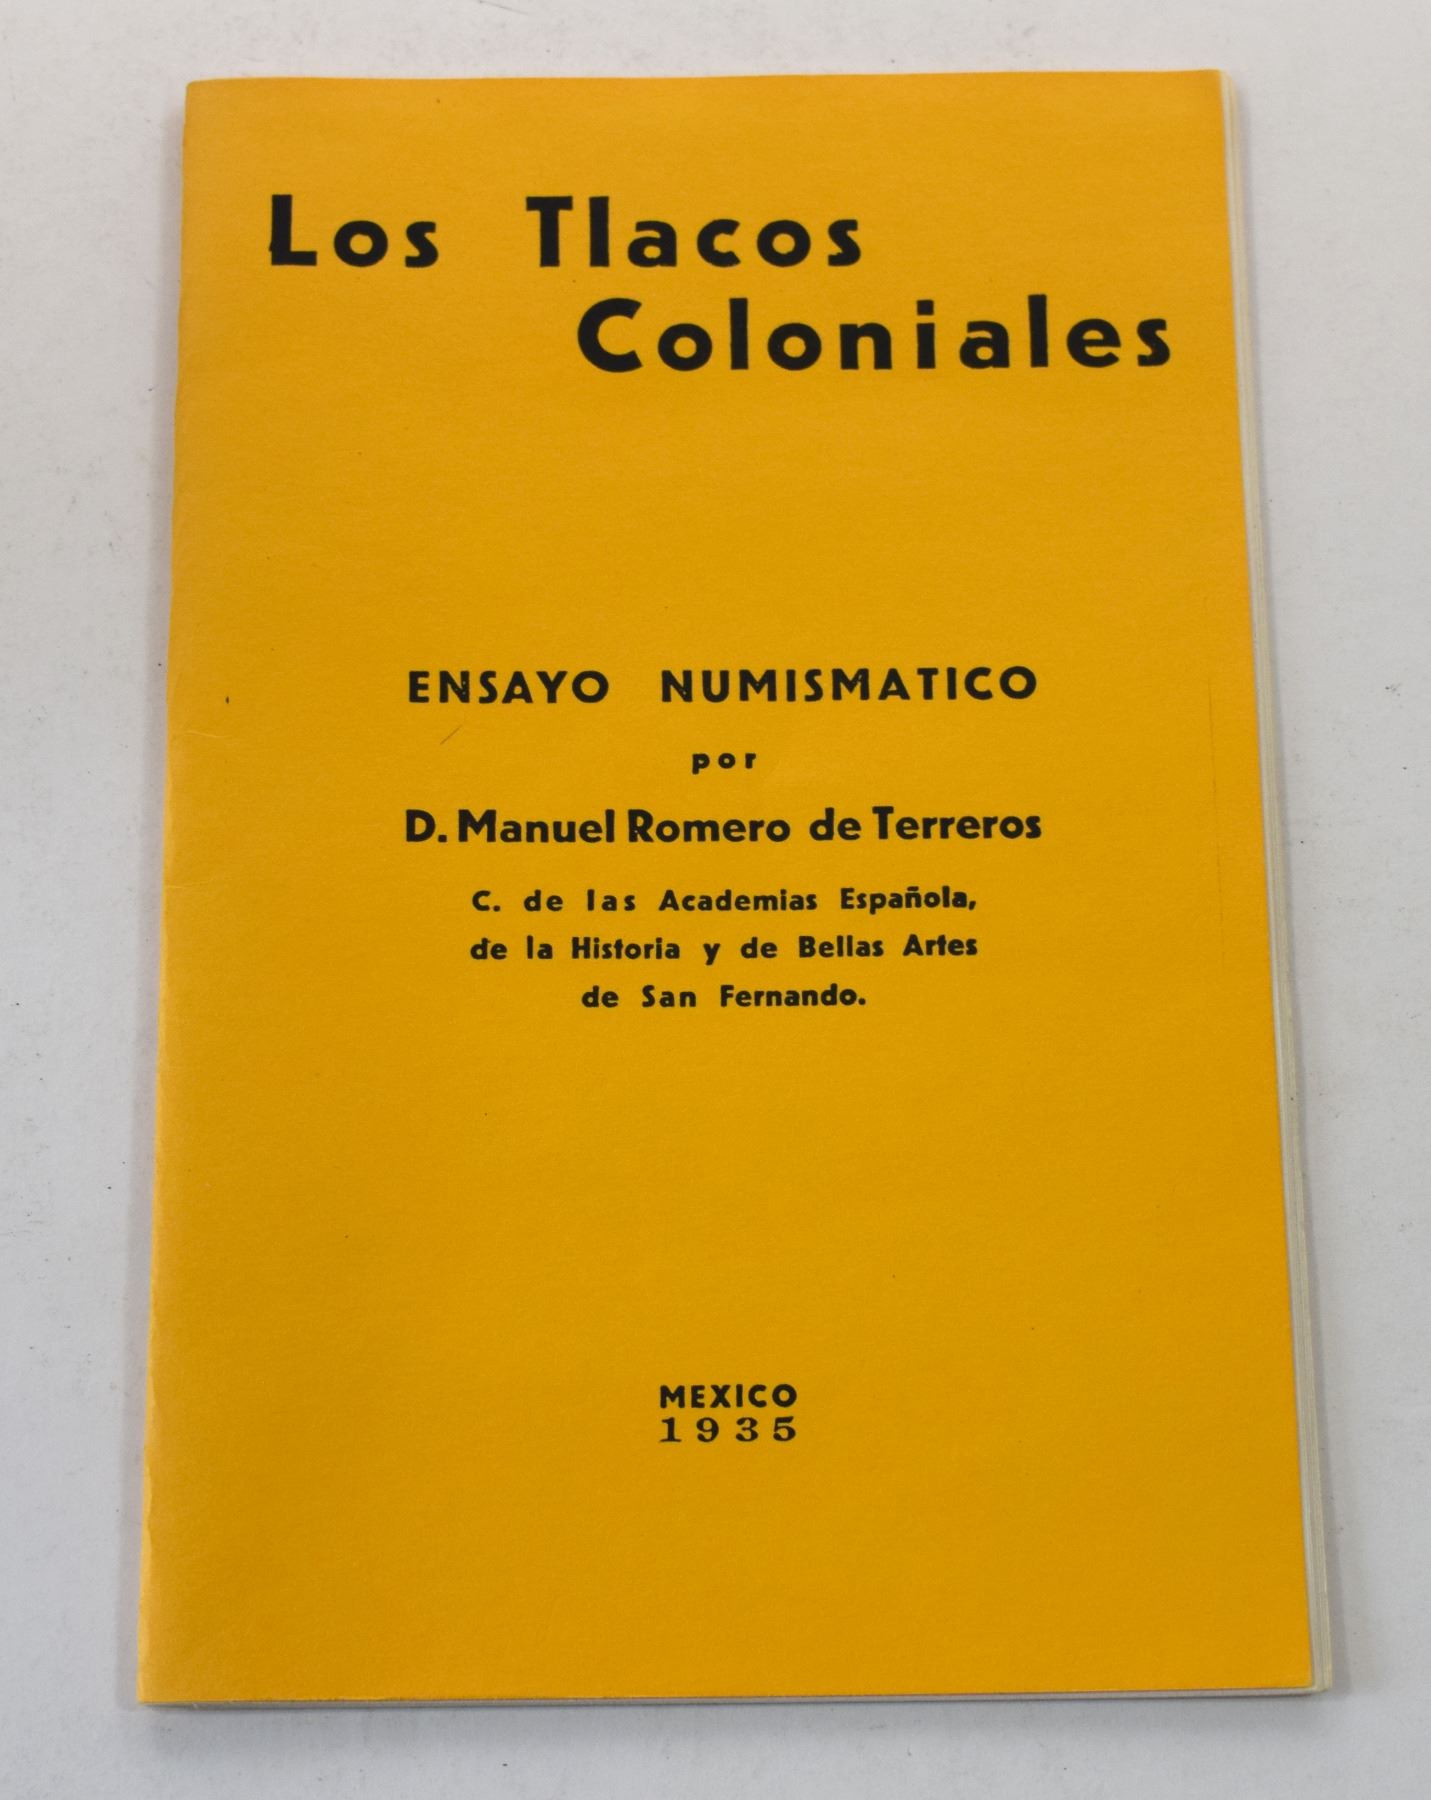 Los Tlacos
Coloniales
ENSAYO NUMISMATICO
por
D. Manuel Romero de Terreros
C. de las Academias Española,
de la Historia y de Bellas Artes
de San Fernando.
MEXICO
1935